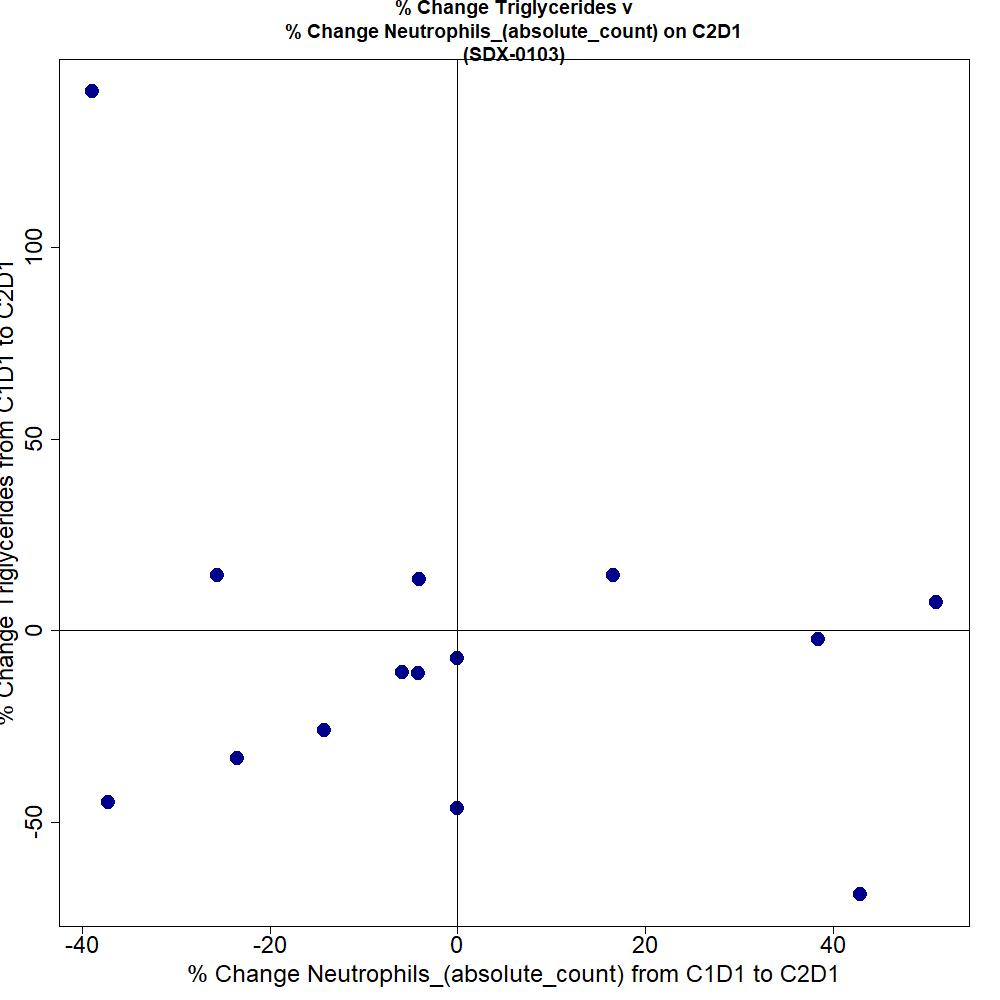 % Change Triglycerides v
% Change Neutrophils_(absolute_count) on C2D1
(SDX-0103)
% Change Triglycerides from C1D1 to C2D1
100
50
0
-50
-40
-20
0
20
40
% Change Neutrophils_(absolute_count) from C1D1 to C2D1